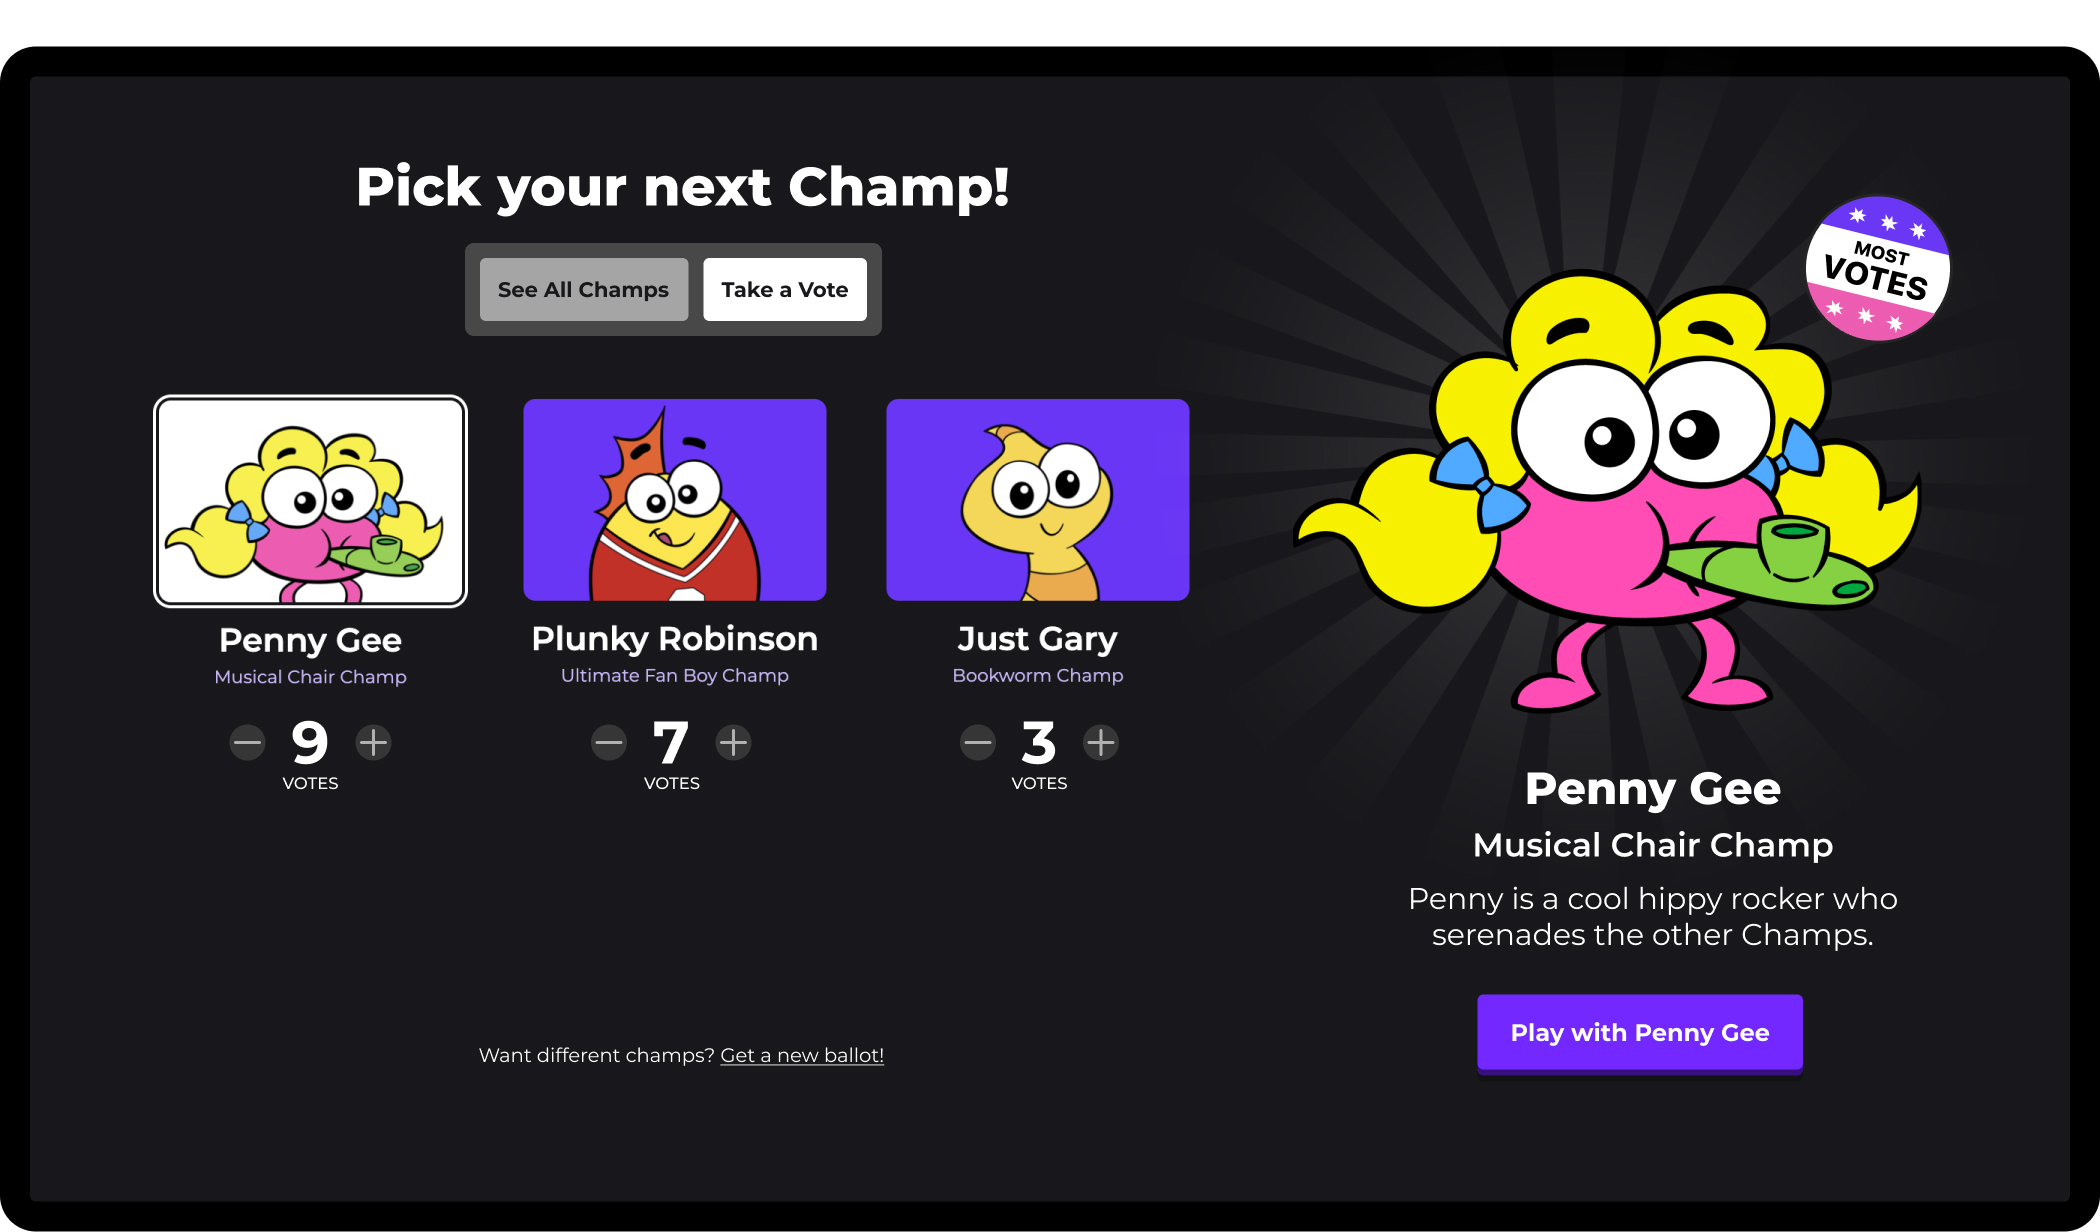 Pick your next Champ!
See All Champs
Take a Vote
Penny Gee
Musical Chair Champ
9
VOTES
Plunky Robinson
Ultimate Fan Boy Champ
7
VOTES
Just Gary
Bookworm Champ
3
VOTES
Want different champs? Get a new ballot!
MOST
VOTES
Penny Gee
Musical Chair Champ
Penny is a cool hippy rocker who
serenades the other Champs.
Play with Penny Gee